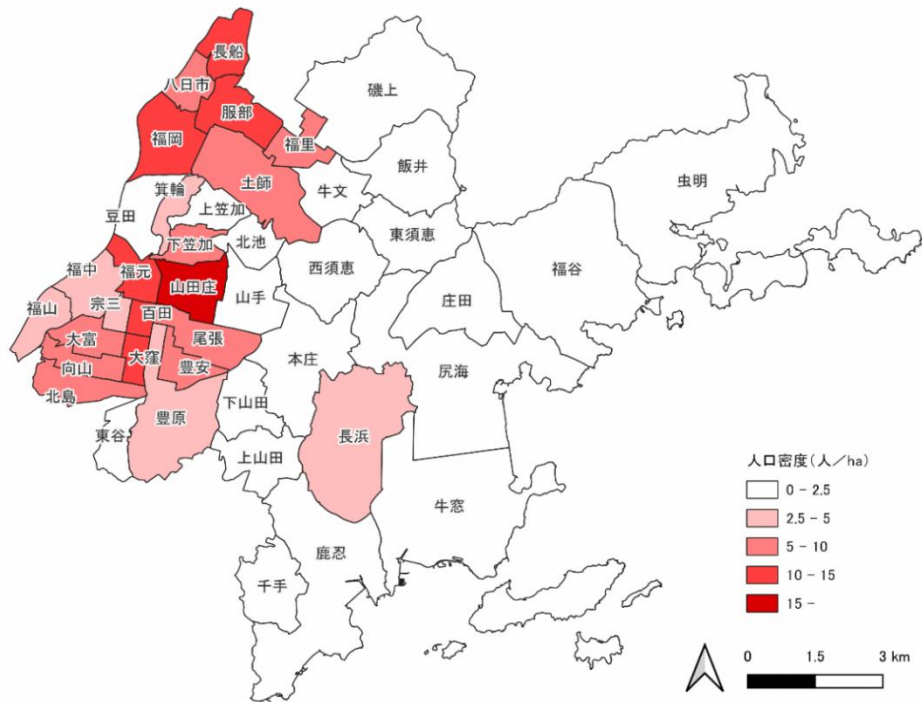 長船
八日市
磯上
服部
福岡
福里
飯井
土師
虫明
箕輪
牛文
上笠加
豆田
下笠加
北池
東須恵
福中
福元
西須恵
福谷
山田庄
山手
福山
宗三
庄田
百田
大富
尾張
大窪
本庄
向山
豊安
尻海
北島
下山田
豊原
東谷
長浜
上山田
牛窓
鹿忍
千手
人口密度(人/ha)
0 - 2.5
2.5 - 5
5 - 10
10 - 15
15 -
0 1.5 3 km